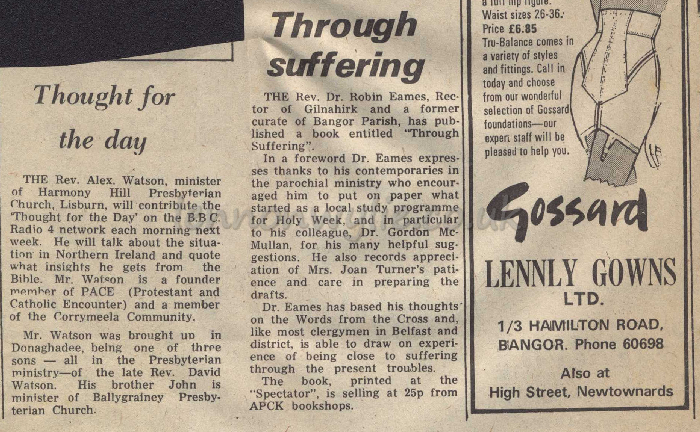 Thought for
the day
THE Rev. Alex. Watson, minister
of Harmony Hill Presbyterian
Church, Lisburn, will contribute the
'Thought for the Day' on the B.B.C.
Radio 4 network each morning next
week. He will talk about the situa-
tion in Northern Ireland and quote
what insights he gets from the
Bible. Mr. Watson is a founder
member of PACE (Protestant and
Catholic Encounter) and a member
of the Corrymeela Community.
Mr. Watson was brought up in
Donaghadee, being one of three
sons — all in the Presbyterian
ministry—of the late Rev. David
Watson. His brother John is
minister of Ballygrainey Presby-
terian Church.
Through
suffering
THE Rev. Dr. Robin Eames, Rec-
tor of Gilnahirk and a former
curate of Bangor Parish, has pub-
lished a book entitled "Through
Suffering".
In a foreword Dr. Eames expres-
ses thanks to his contemporaries in
the parochial ministry who encour-
aged him to put on paper what
started as a local study programme
for Holy Week, and in particular
to his colleague, Dr. Gordon Mc-
Mullan, for his many helpful sug-
gestions. He also records appreci-
ation of Mrs. Joan Turner's pati-
ence and care in preparing the
drafts.
Dr. Eames has based his thoughts
on the Words from the Cross and,
like most clergymen in Belfast and
district, is able to draw on experi-
ence of being close to suffering
through the present troubles.
The book, printed at the
"Spectator", is selling at 25p from
APCK bookshops.
a full hip figure.
Waist sizes 26-36.
Price £6.85
Tru-Balance comes in
a variety of styles
and fittings. Call in
today and choose
from our wonderful
selection of Gossard
foundations—our
expert staff will be
pleased to help you.
Gossard
LENNLY GOWNS
LTD.
1/3 HAMILTON ROAD,
BANGOR. Phone 60698
Also at
High Street, Newtownards